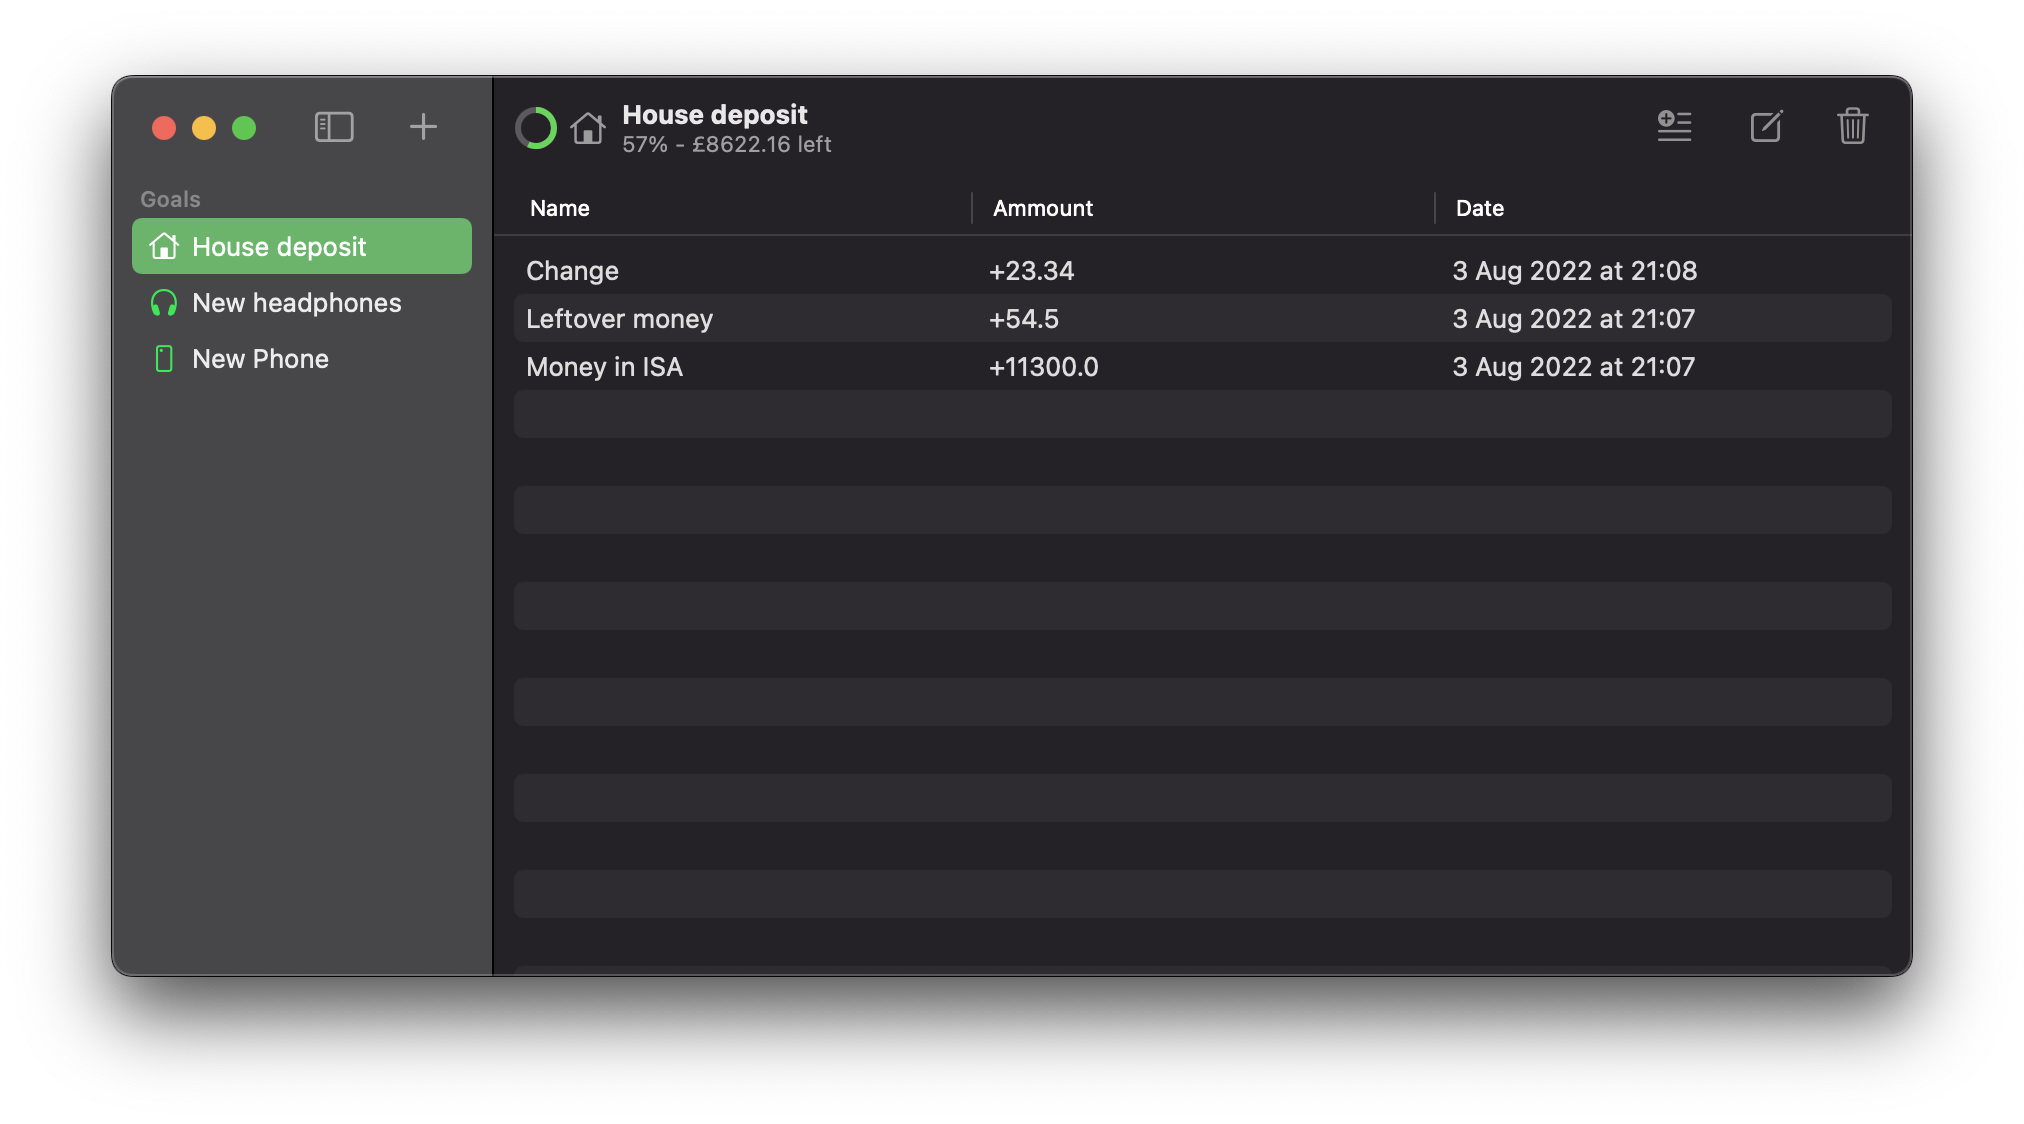 House deposit
57% - £8622.16 left
Goals
House deposit
New headphones
New Phone
Name Ammount Date
Change +23.34 3 Aug 2022 at 21:08
Leftover money +54.5 3 Aug 2022 at 21:07
Money in ISA +11300.0 3 Aug 2022 at 21:07